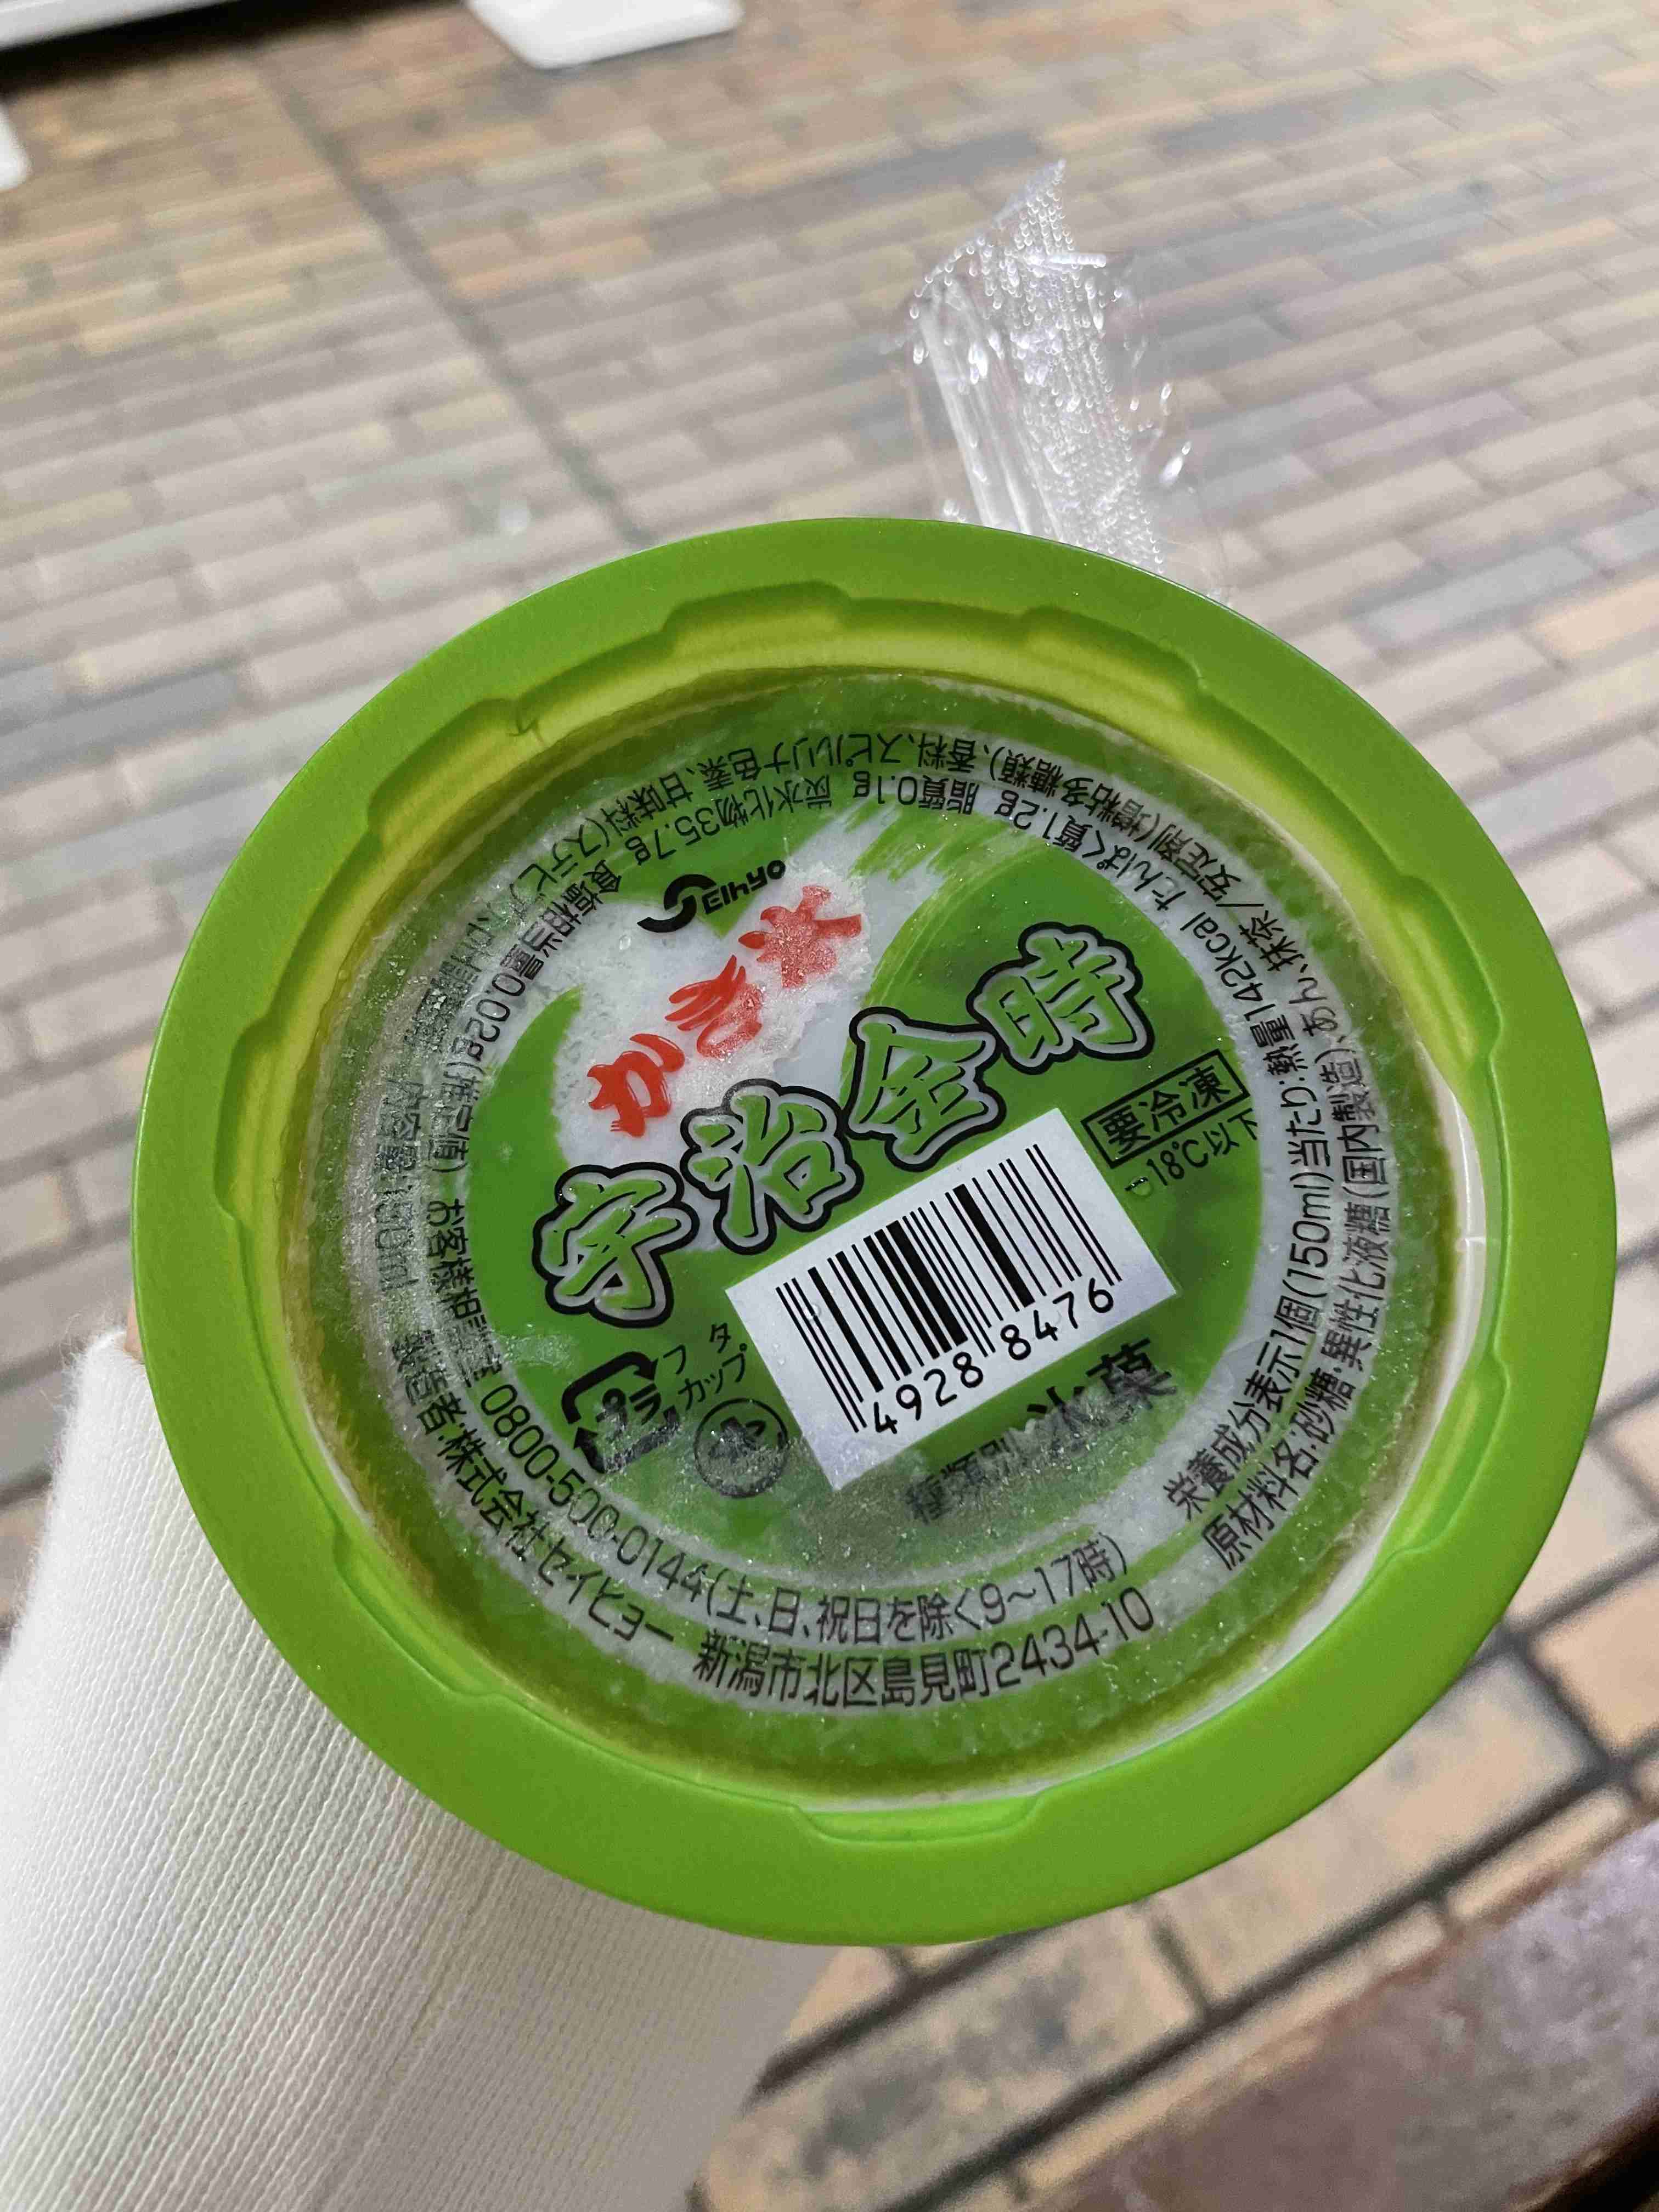 Seihyo
かき氷
宇治金時
要冷凍
-18℃以下
4928 8476
プラ
フタ
カップ
紙
種類別 氷菓
栄養成分表示1個(150ml)当たり:熱量142kcal たんぱく質1.2g 脂質0.1g 炭水化物35.7g 食塩相当量0.02g(推定値) お客様相談室 0800-500-0144(土、日、祝日を除く9〜17時)
原材料名:砂糖・異性化液糖(国内製造)、あん、抹茶/安定剤(増粘多糖類)、香料、スピルリナ色素、甘味料(ステビア
内容量:150ml
製造者:株式会社セイヒョー 新潟市北区島見町2434-10